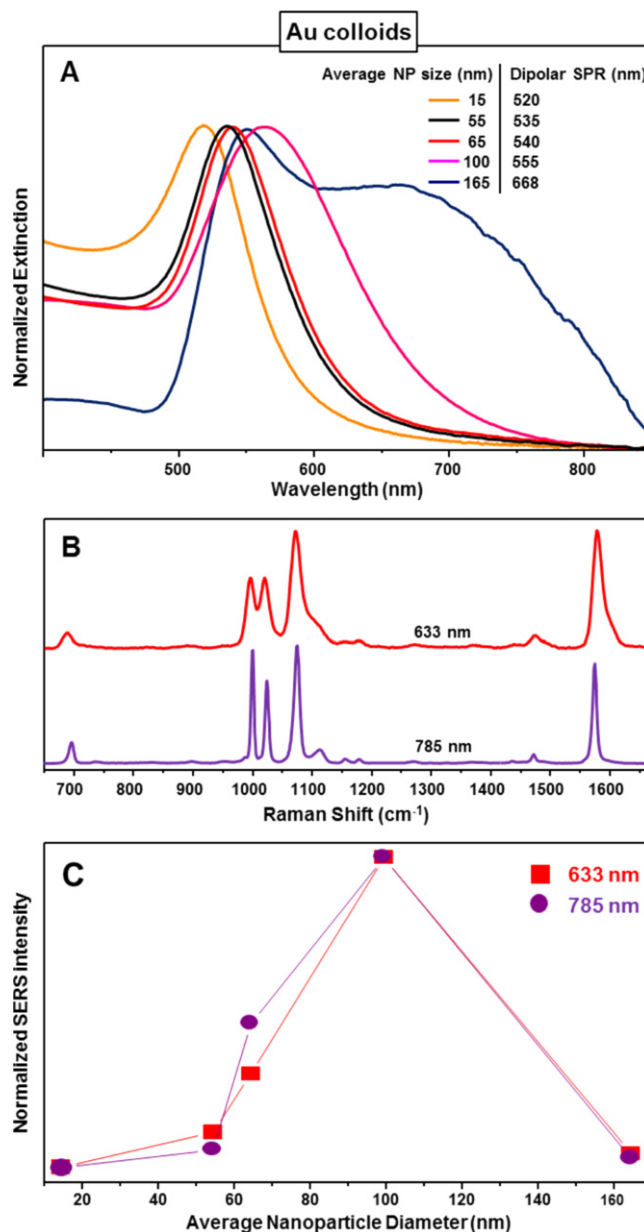 Au colloids
A
Average NP size (nm) Dipolar SPR (nm)
15 520
55 535
65 540
100 555
165 668
Normalized Extinction
500 600 700 800
Wavelength (nm)
B
633 nm
785 nm
700 800 900 1000 1100 1200 1300 1400 1500 1600
Raman Shift (cm-1)
C
633 nm
785 nm
Normalized SERS intensity
20 40 60 80 100 120 140 160
Average Nanoparticle Diameter (nm)